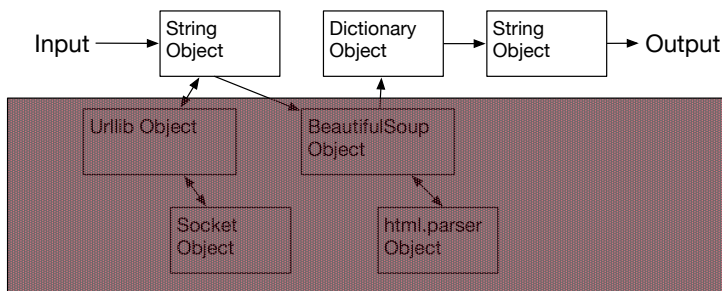 Input
String
Object
Dictionary
Object
String
Object
Output
Urllib Object
BeautifulSoup
Object
Socket
Object
html.parser
Object